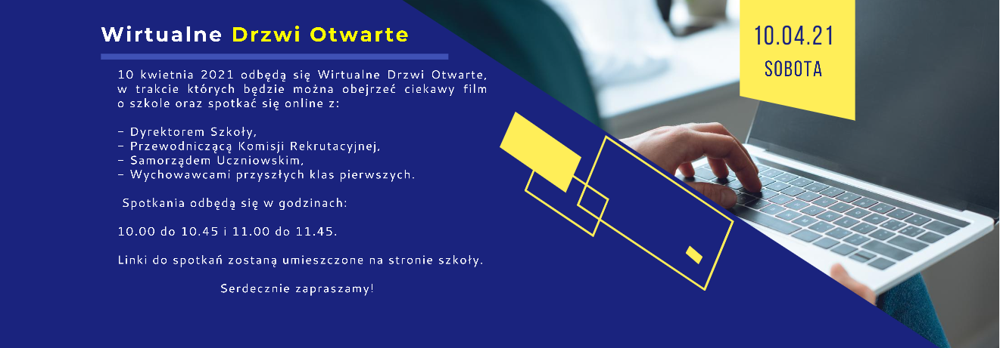 Wirtualne Drzwi Otwarte
10 kwietnia 2021 odbędą się Wirtualne Drzwi Otwarte,
w trakcie których będzie można obejrzeć ciekawy film
o szkole oraz spotkać się online z:
– Dyrektorem Szkoły,
– Przewodniczącą Komisji Rekrutacyjnej,
– Samorządem Uczniowskim,
– Wychowawcami przyszłych klas pierwszych.
Spotkania odbędą się w godzinach:
10.00 do 10.45 i 11.00 do 11.45.
Linki do spotkań zostaną umieszczone na stronie szkoły.
Serdecznie zapraszamy!
10.04.21
SOBOTA